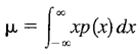 μ = ∫_{-∞}^{∞} xp(x) dx